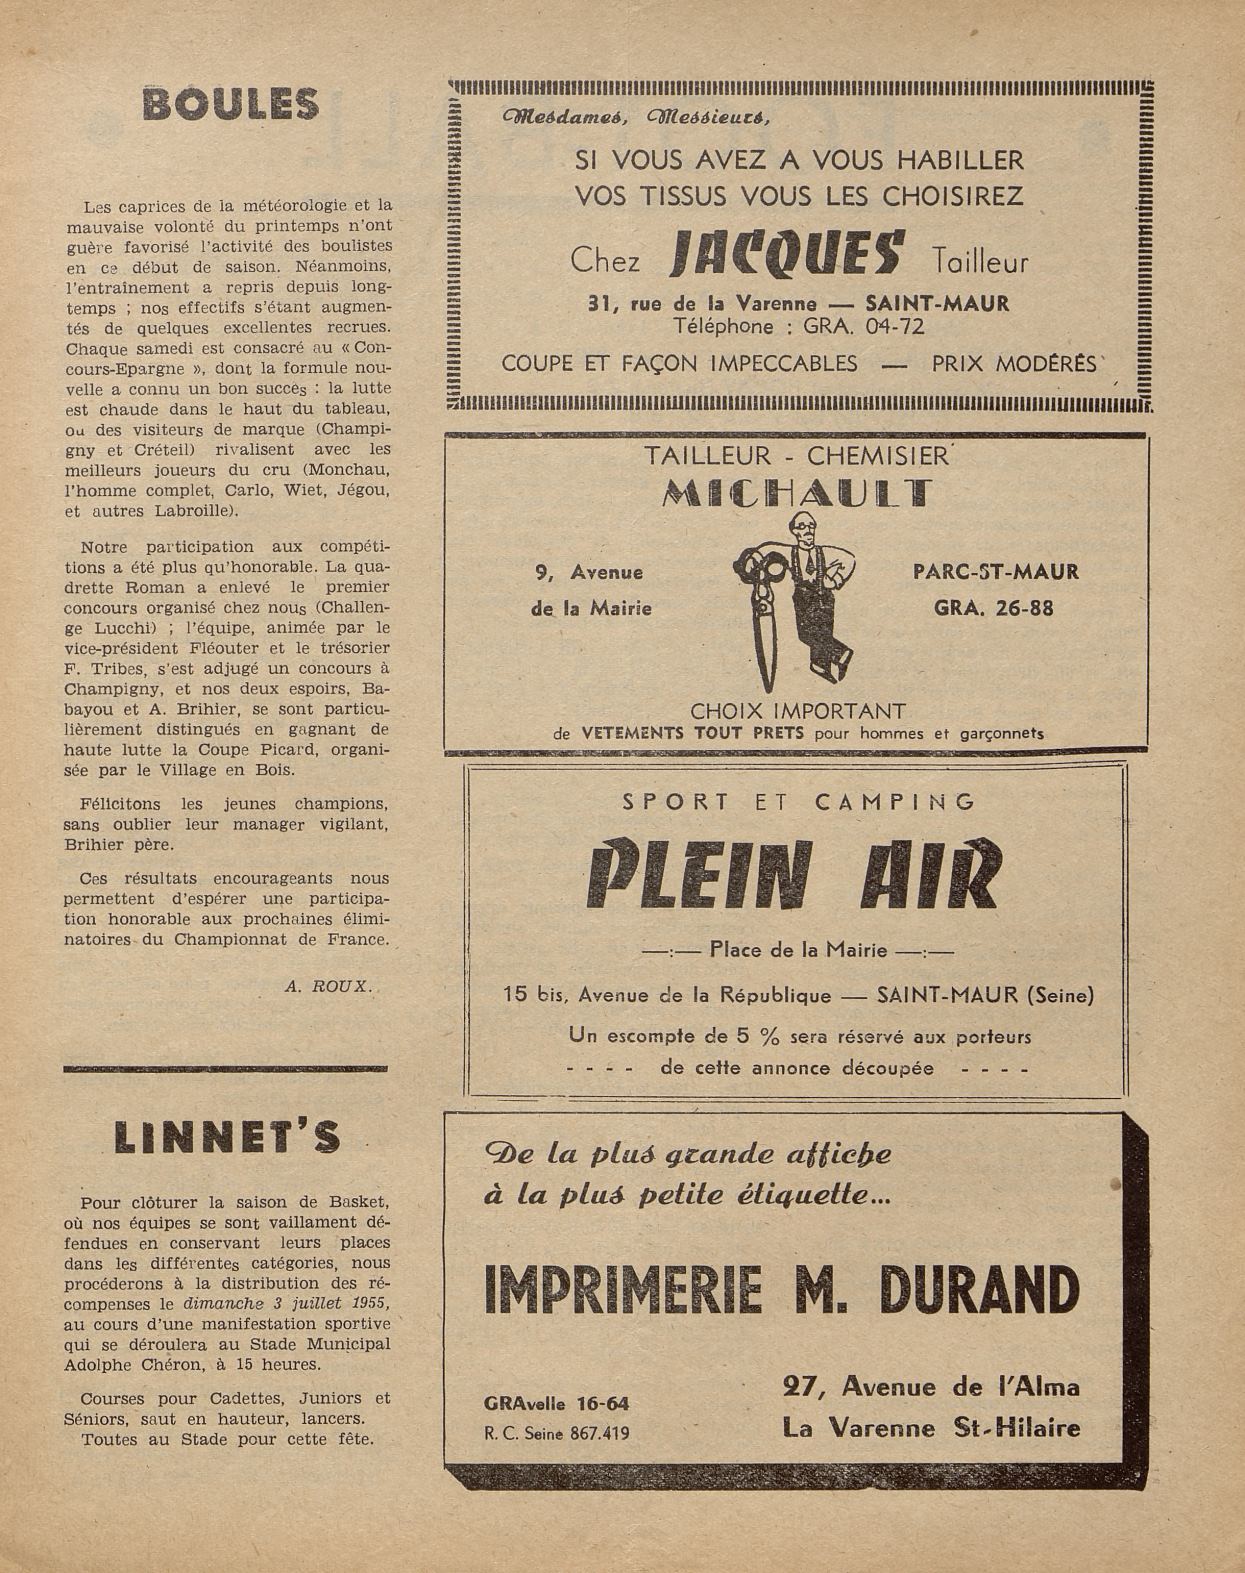 BOULES
Les caprices de la météorologie et la
mauvaise volonté du printemps n'ont
guère favorisé l'activité des boulistes
en ce début de saison. Néanmoins,
l'entraînement a repris depuis long-
temps ; nos effectifs s'étant augmen-
tés de quelques excellentes recrues.
Chaque samedi est consacré au « Con-
cours-Epargne », dont la formule nou-
velle a connu un bon succès : la lutte
est chaude dans le haut du tableau,
ou des visiteurs de marque (Champi-
gny et Créteil) rivalisent avec les
meilleurs joueurs du cru (Monchau,
l'homme complet, Carlo, Wiet, Jégou,
et autres Labroille).
Notre participation aux compéti-
tions a été plus qu'honorable. La qua-
drette Roman a enlevé le premier
concours organisé chez nous (Challen-
ge Lucchi) ; l'équipe, animée par le
vice-président Fléouter et le trésorier
F. Tribes, s'est adjugé un concours à
Champigny, et nos deux espoirs, Ba-
bayou et A. Brihier, se sont particu-
lièrement distingués en gagnant de
haute lutte la Coupe Picard, organi-
sée par le Village en Bois.
Félicitons les jeunes champions,
sans oublier leur manager vigilant,
Brihier père.
Ces résultats encourageants nous
permettent d'espérer une participa-
tion honorable aux prochaines élimi-
natoires du Championnat de France.
A. ROUX.
LINNET'S
Pour clôturer la saison de Basket,
où nos équipes se sont vaillament dé-
fendues en conservant leurs places
dans les différentes catégories, nous
procéderons à la distribution des ré-
compenses le dimanche 3 juillet 1955,
au cours d'une manifestation sportive
qui se déroulera au Stade Municipal
Adolphe Chéron, à 15 heures.
Courses pour Cadettes, Juniors et
Séniors, saut en hauteur, lancers.
Toutes au Stade pour cette fête.
Mesdames, Messieurs,
SI VOUS AVEZ A VOUS HABILLER
VOS TISSUS VOUS LES CHOISIREZ
Chez JACQUES Tailleur
31, rue de la Varenne — SAINT-MAUR
Téléphone : GRA. 04-72
COUPE ET FAÇON IMPECCABLES — PRIX MODÉRÉS
TAILLEUR - CHEMISIER
MICHAULT
9, Avenue
de la Mairie
PARC-ST-MAUR
GRA. 26-88
CHOIX IMPORTANT
de VETEMENTS TOUT PRETS pour hommes et garçonnets
SPORT ET CAMPING
PLEIN AIR
—:— Place de la Mairie —:—
15 bis, Avenue de la République — SAINT-MAUR (Seine)
Un escompte de 5 % sera réservé aux porteurs
- - - - de cette annonce découpée - - - -
De la plus grande affiche
à la plus petite étiquette...
IMPRIMERIE M. DURAND
GRAvelle 16-64
R. C. Seine 867.419
27, Avenue de l'Alma
La Varenne St-Hilaire